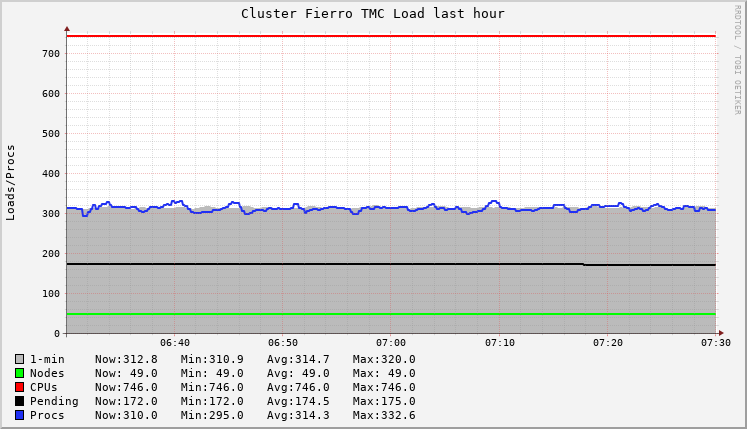 Cluster Fierro TMC Load last hour
RRDTOOL / TOBI OETIKER
Loads/Procs
700
600
500
400
300
200
100
0
06:40 06:50 07:00 07:10 07:20 07:30
1-min Now:312.8 Min:310.9 Avg:314.7 Max:320.0
Nodes Now: 49.0 Min: 49.0 Avg: 49.0 Max: 49.0
CPUs Now:746.0 Min:746.0 Avg:746.0 Max:746.0
Pending Now:172.0 Min:172.0 Avg:174.5 Max:175.0
Procs Now:310.0 Min:295.0 Avg:314.3 Max:332.6